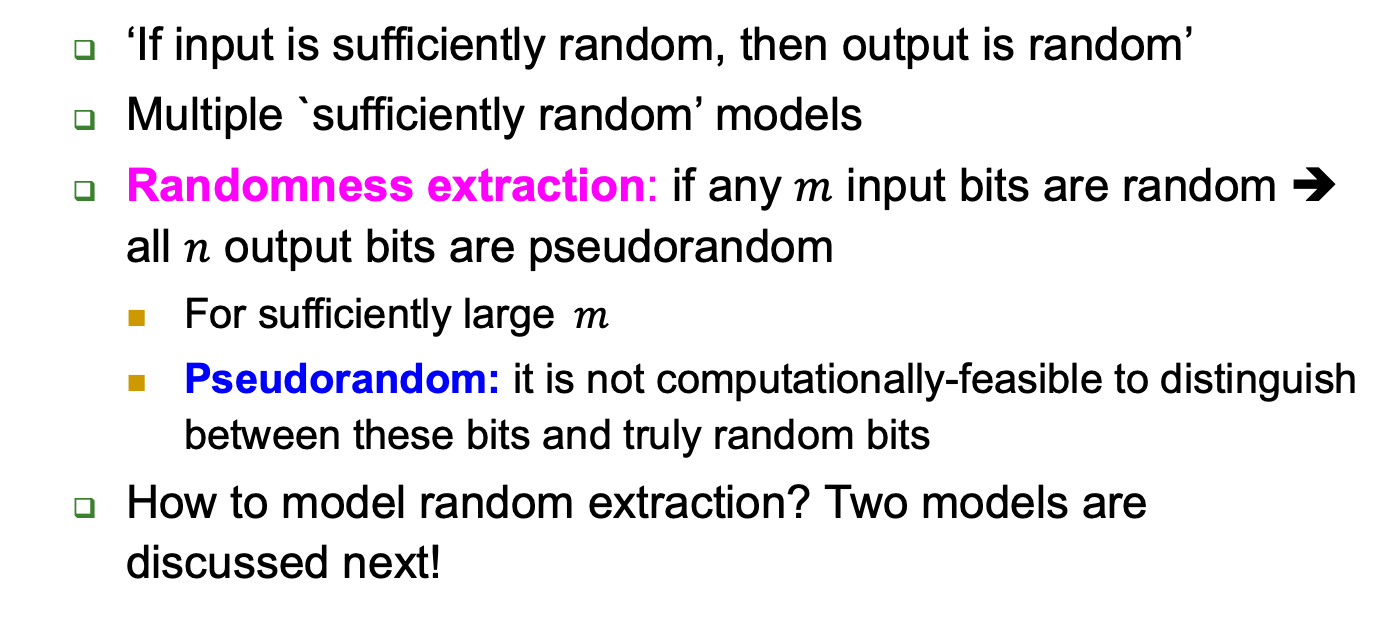 ‘If input is sufficiently random, then output is random’
Multiple `sufficiently random’ models
Randomness extraction: if any m input bits are random ➔
all n output bits are pseudorandom
For sufficiently large m
Pseudorandom: it is not computationally-feasible to distinguish
between these bits and truly random bits
How to model random extraction? Two models are
discussed next!